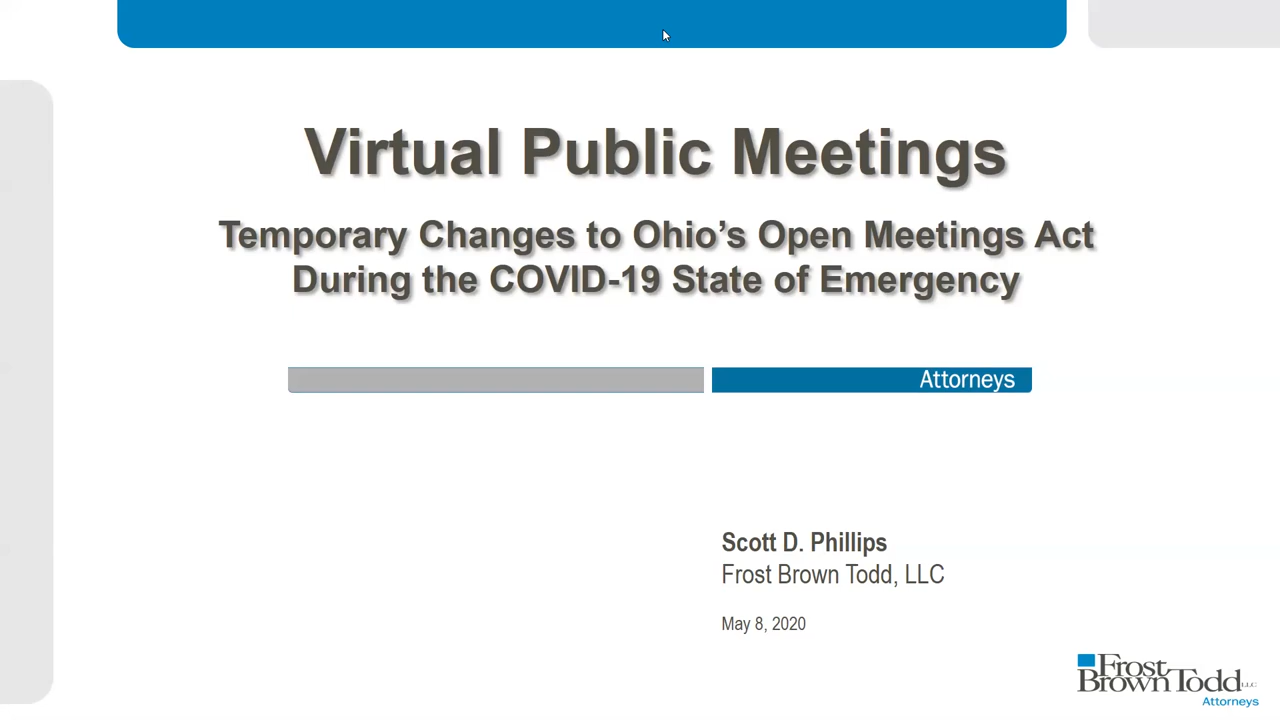 Virtual Public Meetings
Temporary Changes to Ohio’s Open Meetings Act
During the COVID-19 State of Emergency
Attorneys
Scott D. Phillips
Frost Brown Todd, LLC
May 8, 2020
Frost
Brown Todd LLC
Attorneys